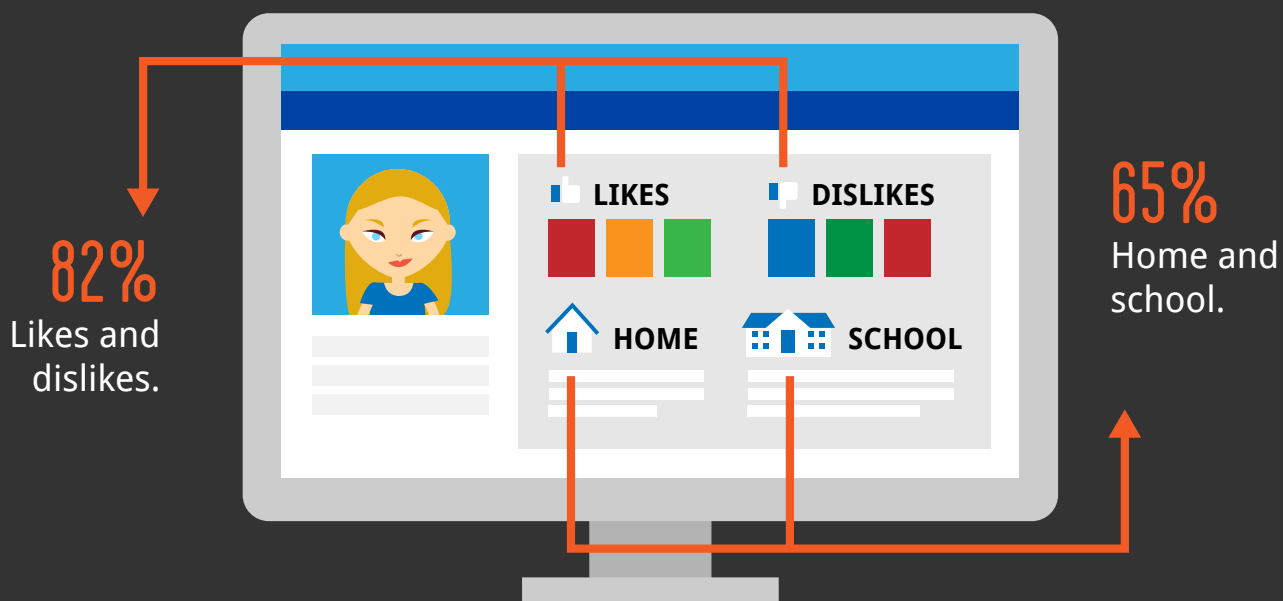 82%
Likes and
dislikes.
LIKES
DISLIKES
HOME
SCHOOL
65%
Home and
school.